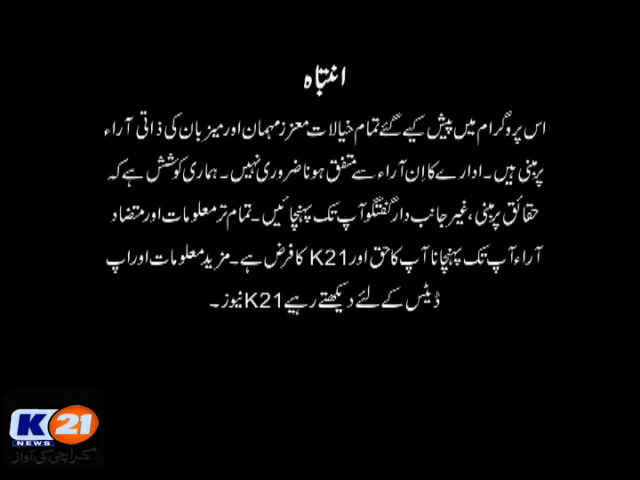 انتباہ
اس پروگرام میں پیش کیے گئے تمام خیالات معزز مہمان اور میزبان کی ذاتی آراء
پر مبنی ہیں۔ ادارے کا اِن آراء سے متفق ہونا ضروری نہیں۔ ہماری کوشش ہے کہ
حقائق پر مبنی، غیر جانب دار گفتگو آپ تک پہنچائیں۔ تمام تر معلومات اور متضاد
آراء آپ تک پہنچانا آپ کا حق اور K21 کا فرض ہے۔ مزید معلومات اور اپ
ڈیٹس کے لئے دیکھتے رہیے K21 نیوز۔
K21
NEWS
کراچی کی آواز